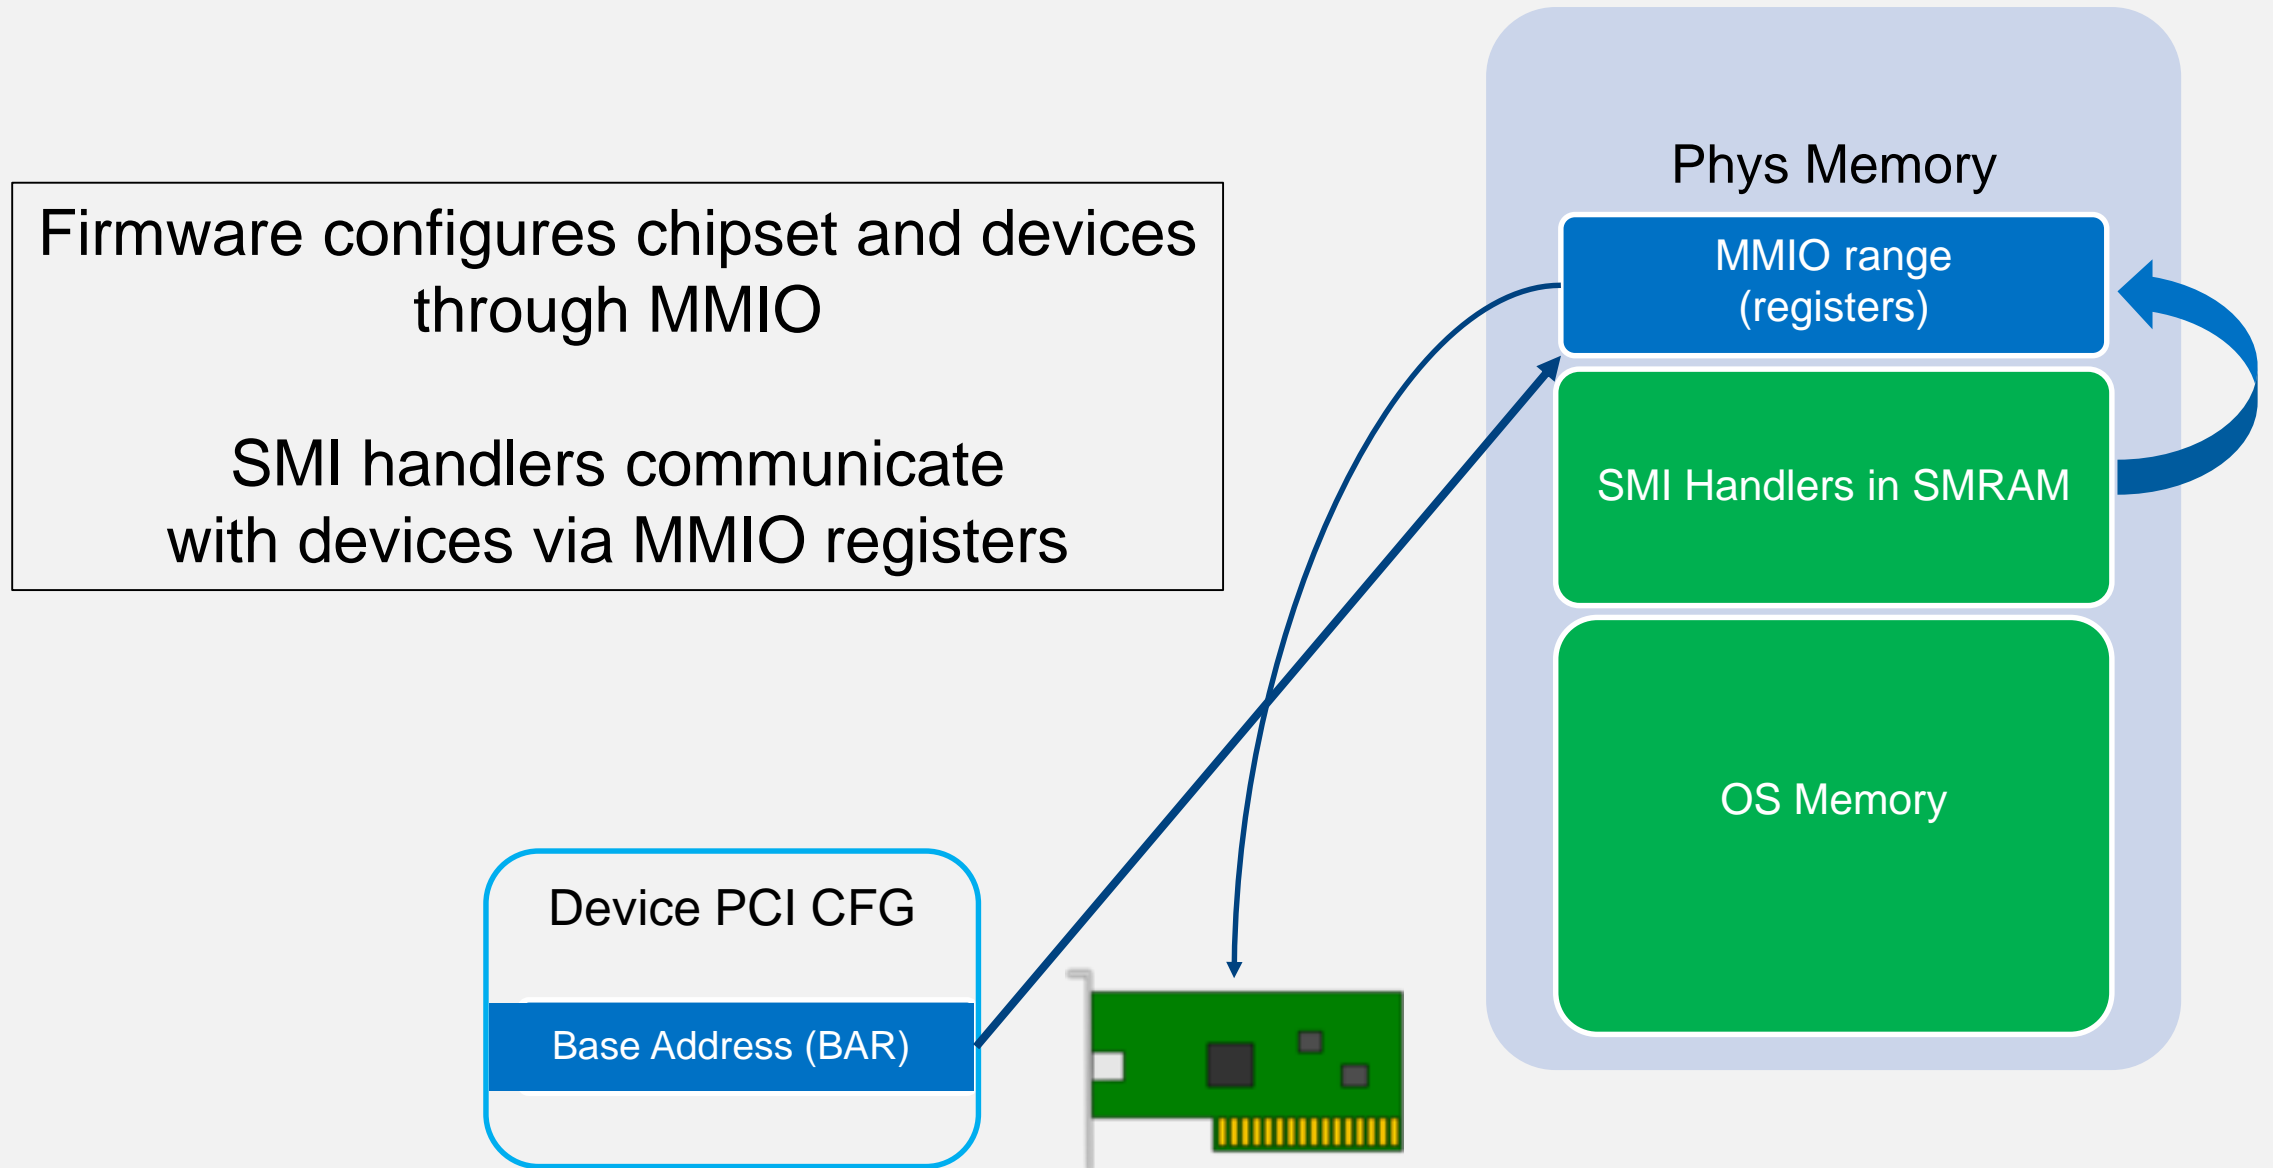 Firmware configures chipset and devices
through MMIO
SMI handlers communicate
with devices via MMIO registers
Phys Memory
MMIO range
(registers)
SMI Handlers in SMRAM
OS Memory
Device PCI CFG
Base Address (BAR)